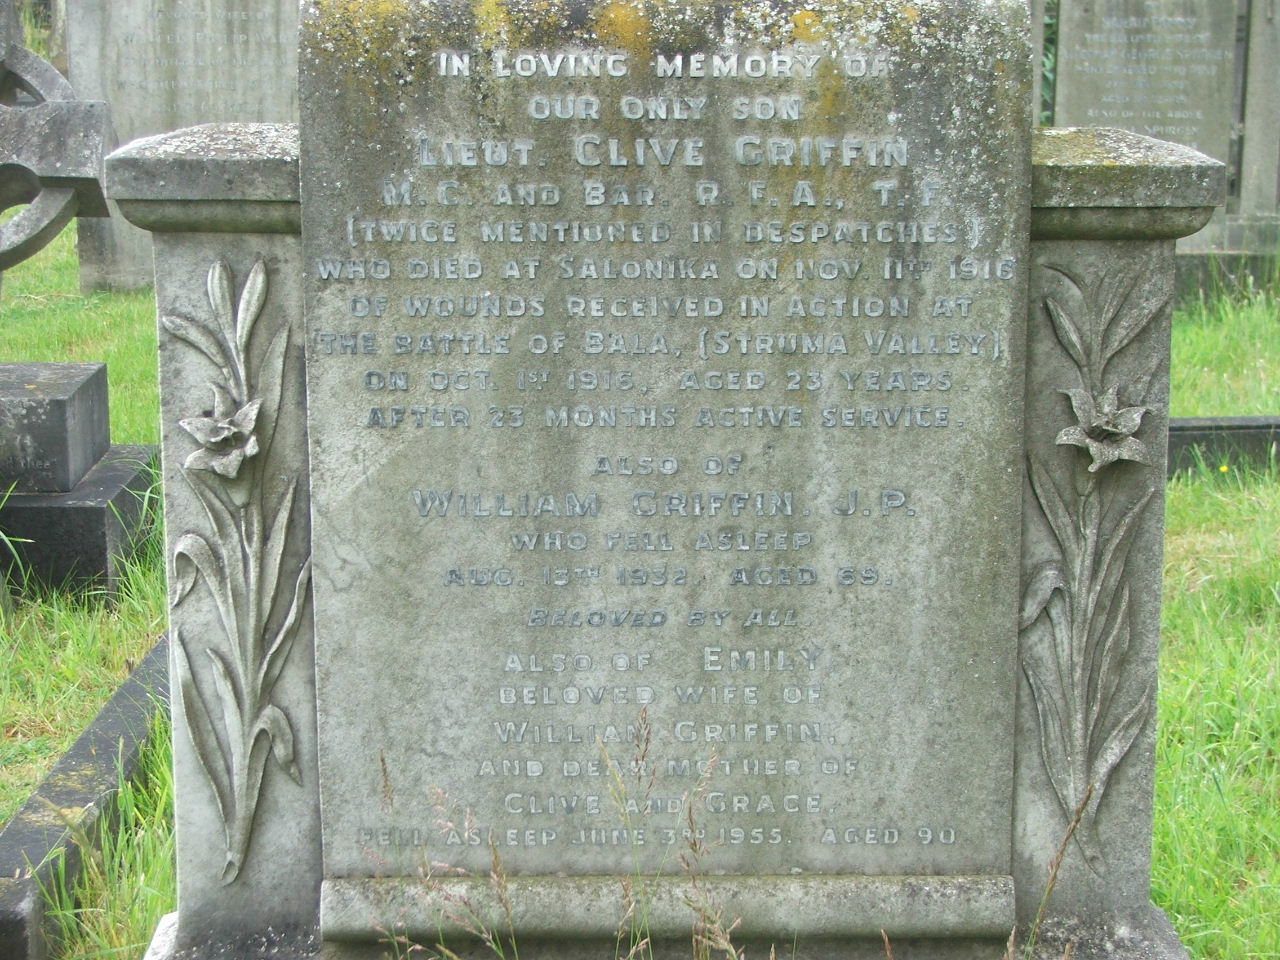 IN LOVING MEMORY OF
OUR ONLY SON
LIEUT. CLIVE GRIFFIN
M.C. AND BAR. R.F.A., T.F.
(TWICE MENTIONED IN DESPATCHES)
WHO DIED AT SALONIKA ON NOV. 11TH 1916
OF WOUNDS RECEIVED IN ACTION AT
THE BATTLE OF BALA, (STRUMA VALLEY)
ON OCT. 1ST 1916, AGED 23 YEARS.
AFTER 23 MONTHS ACTIVE SERVICE.
ALSO OF
WILLIAM GRIFFIN. J.P.
WHO FELL ASLEEP
AUG. 13TH 1932. AGED 69.
BELOVED BY ALL.
ALSO OF EMILY
BELOVED WIFE OF
WILLIAM GRIFFIN,
AND DEAR MOTHER OF
CLIVE AND GRACE,
FELL ASLEEP JUNE 3RD 1955. AGED 90